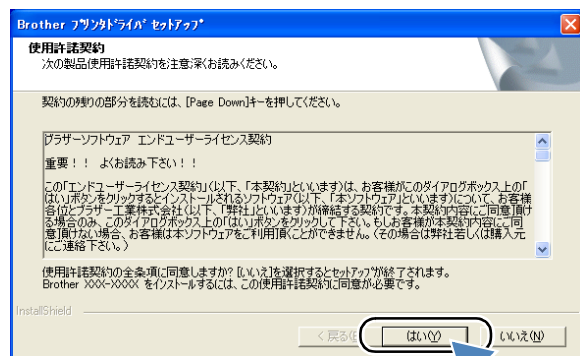 Brother プリンタドライバ セットアップ
使用許諾契約
次の製品使用許諾契約を注意深くお読みください。
契約の残りの部分を読むには、[Page Down]キーを押してください。
ブラザーソフトウェア エンドユーザーライセンス契約
重要！！ よくお読み下さい！！
この「エンドユーザーライセンス契約」（以下、「本契約」といいます）は、お客様がこのダイアログボックス上の「
はい」ボタンをクリックするとインストールされるソフトウェア（以下、「本ソフトウェア」といいます）について、お客様
各位とブラザー工業株式会社（以下、「弊社」といいます）が締結する契約です。本契約内容にご同意頂け
る場合のみ、このダイアログボックス上の「はい」ボタンをクリックして下さい。もしお客様が本契約内容にご同
意頂けない場合、お客様は本ソフトウェアをご利用頂くことができません。（その場合は弊社若しくは購入元
にご連絡下さい。）
使用許諾契約の全条項に同意しますか? [いいえ]を選択するとセットアップが終了されます。
Brother XXX-XXXX をインストールするには、この使用許諾契約に同意が必要です。
InstallShield
< 戻る(
はい(Y)
いいえ(N)